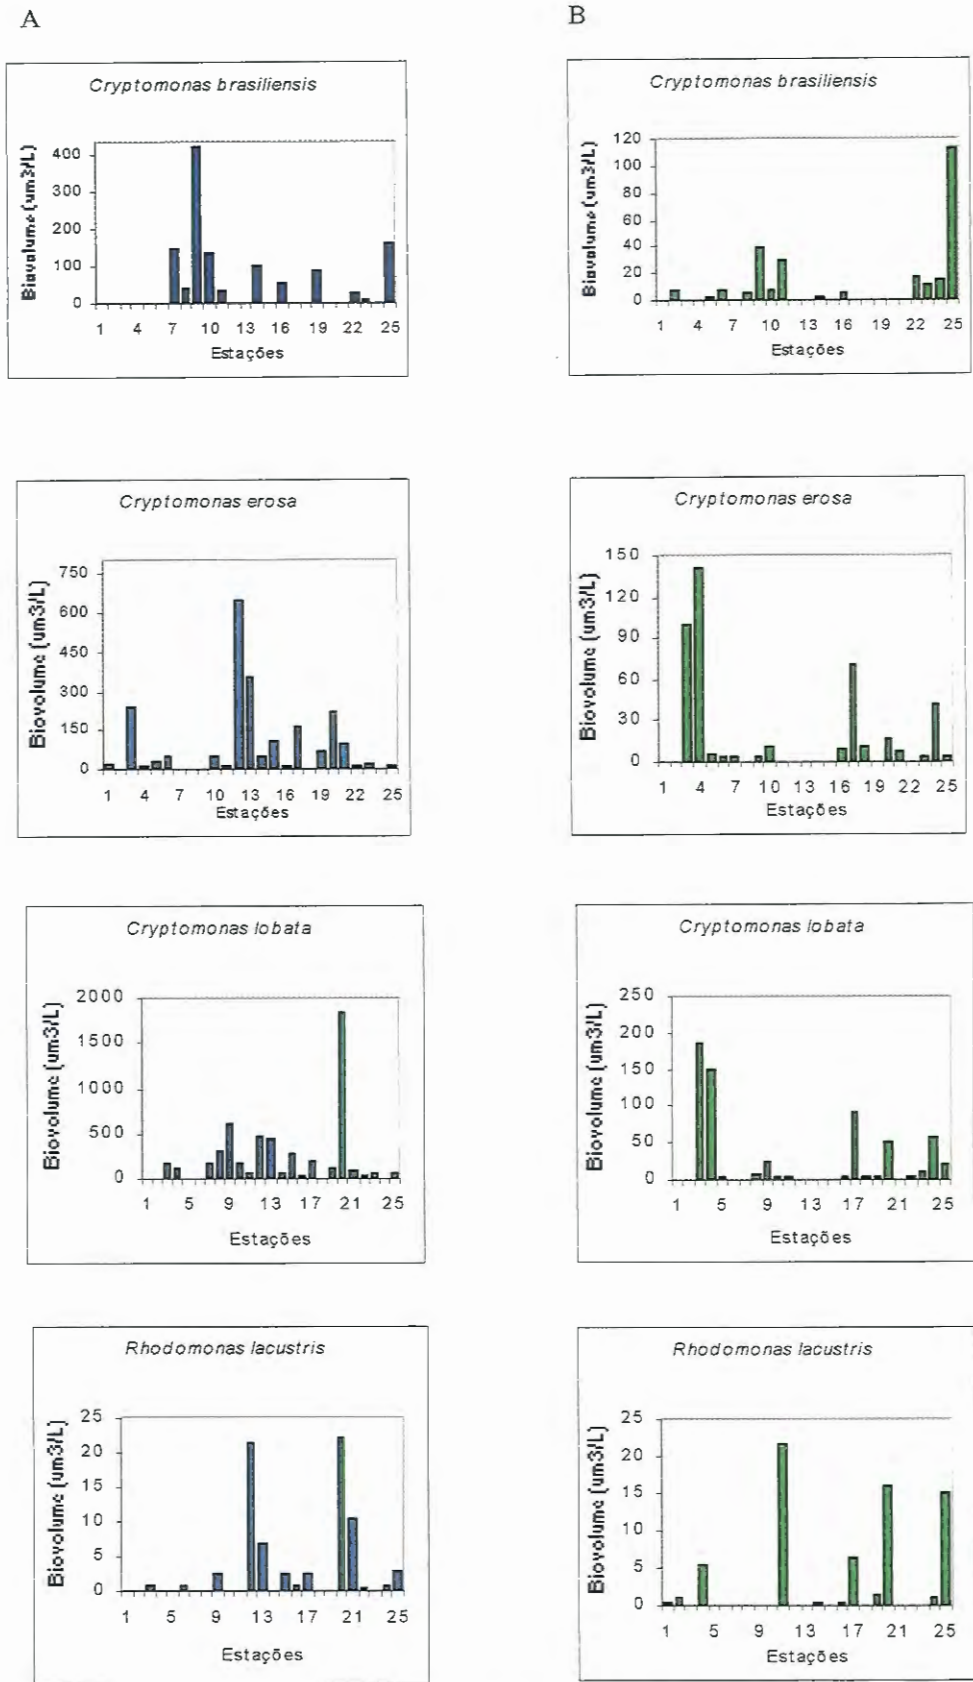 A
B
Cryptomonas brasiliensis
Biovolume (um3/L)
400
300
200
100
0
1 4 7 10 13 16 19 22 25
Estações
Cryptomonas brasiliensis
Biovolume (um3/L)
120
100
80
60
40
20
0
1 4 7 10 13 16 19 22 25
Estações
Cryptomonas erosa
Biovolume (um3/L)
750
600
450
300
150
0
1 4 7 10 13 16 19 22 25
Estações
Cryptomonas erosa
Biovolume (um3/L)
150
120
90
60
30
0
1 4 7 10 13 16 19 22 25
Estações
Cryptomonas lobata
Biovolume (um3/L)
2000
1500
1000
500
0
1 5 9 13 17 21 25
Estações
Cryptomonas lobata
Biovolume (um3/L)
250
200
150
100
50
0
1 5 9 13 17 21 25
Estações
Rhodomonas lacustris
Biovolume (um3/L)
25
20
15
10
5
0
1 5 9 13 17 21 25
Estações
Rhodomonas lacustris
Biovolume (um3/L)
25
20
15
10
5
0
1 5 9 13 17 21 25
Estações